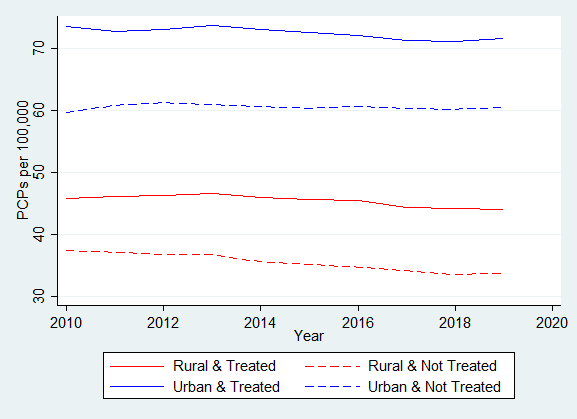 PCPs per 100,000
70
60
50
40
30
2010 2012 2014 2016 2018 2020
Year
Rural & Treated Rural & Not Treated
Urban & Treated Urban & Not Treated